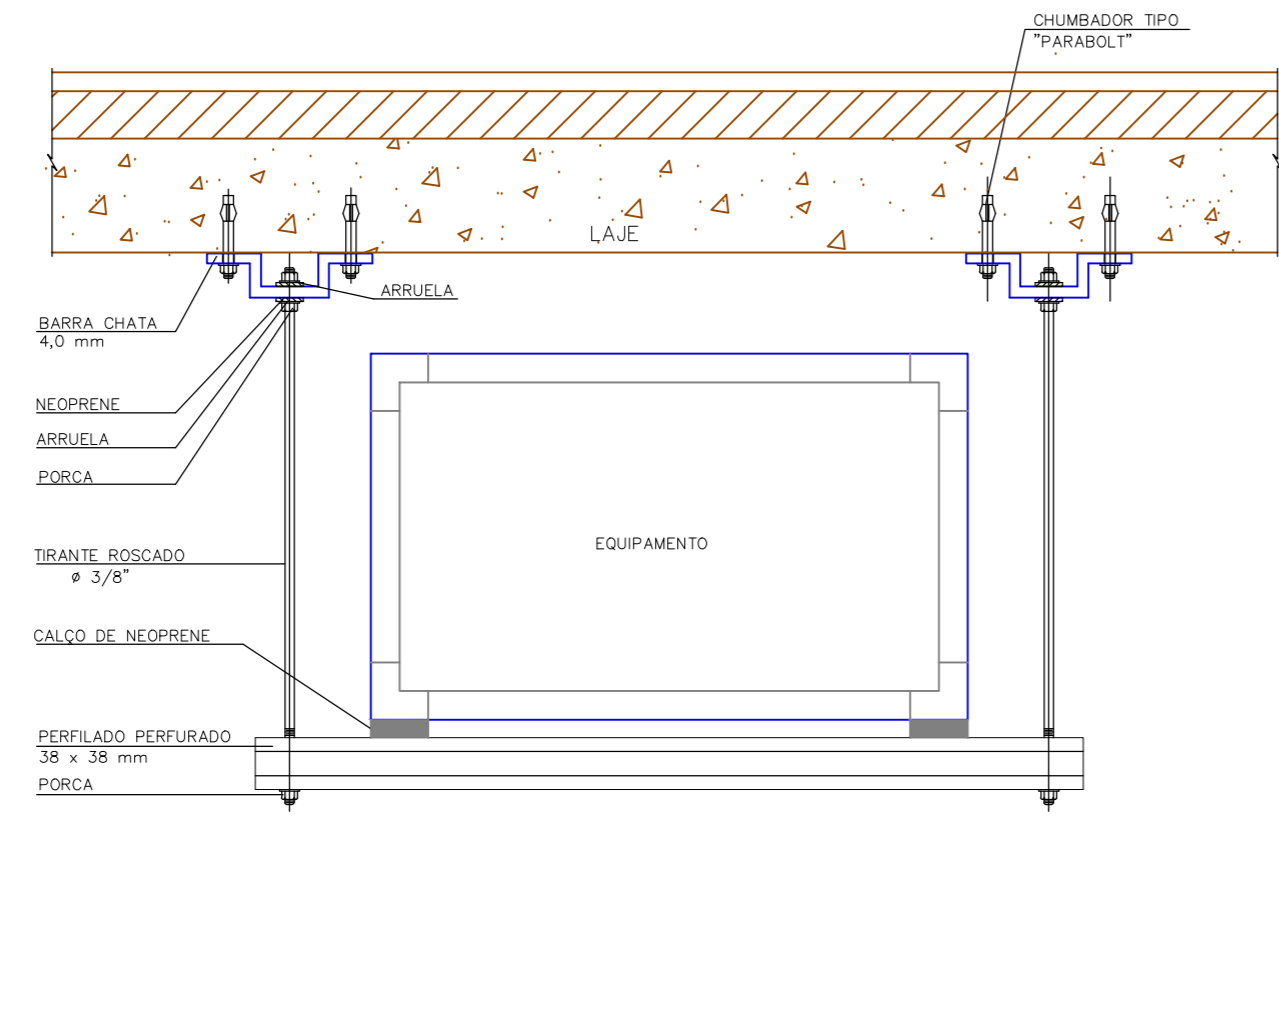 CHUMBADOR TIPO
"PARABOLT"
LAJE
ARRUELA
BARRA CHATA
4,0 mm
NEOPRENE
ARRUELA
PORCA
EQUIPAMENTO
TIRANTE ROSCADO
ø 3/8"
CALÇO DE NEOPRENE
PERFILADO PERFURADO
38 x 38 mm
PORCA